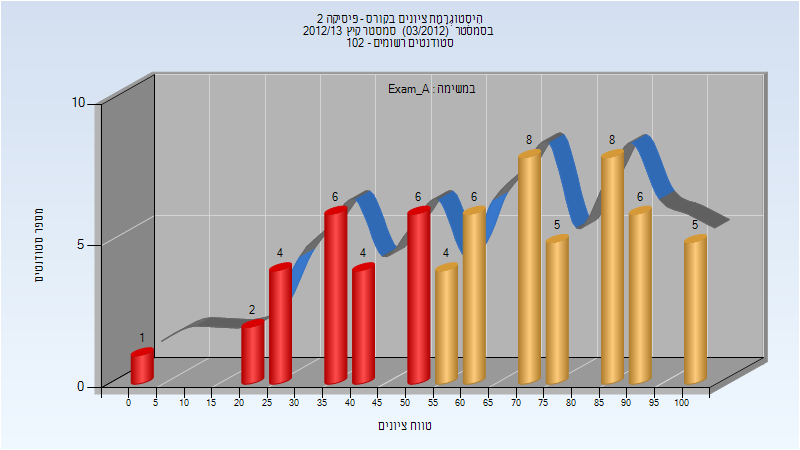 היסטוגרמת ציונים בקורס - פיסיקה 2
בסמסטר (03/2012) סמסטר קיץ 2012/13
סטודנטים רשומים - 102
במשימה : Exam_A
מספר סטודנטים
10
5
0
1
2
4
6
4
6
4
6
8
5
8
6
5
0 5 10 15 20 25 30 35 40 45 50 55 60 65 70 75 80 85 90 95 100
טווח ציונים